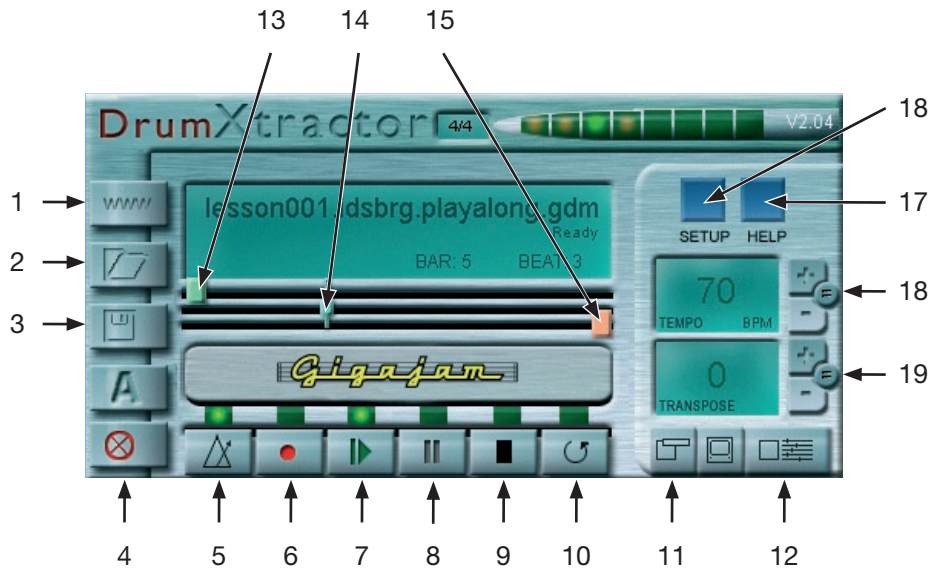 13 14 15
DrumXtractor 4/4 V2.04
18
1 www lesson001.dsbrg.playalong.gdm 17
Ready
SETUP HELP
2 BAR: 5 BEAT: 3
70 18
TEMPO BPM
3
Gigajam
0 19
TRANSPOSE
A
4 5 6 7 8 9 10 11 12